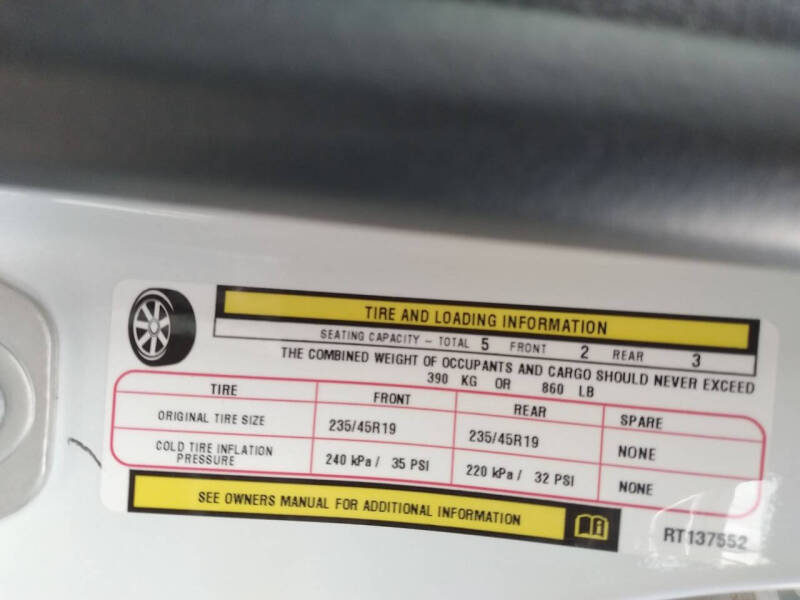 TIRE AND LOADING INFORMATION
SEATING CAPACITY – TOTAL 5 FRONT 2 REAR 3
THE COMBINED WEIGHT OF OCCUPANTS AND CARGO SHOULD NEVER EXCEED
390 KG OR 860 LB
TIRE FRONT REAR SPARE
ORIGINAL TIRE SIZE 235/45R19 235/45R19 NONE
COLD TIRE INFLATION
PRESSURE 240 kPa / 35 PSI 220 kPa / 32 PSI NONE
SEE OWNERS MANUAL FOR ADDITIONAL INFORMATION
RT137552